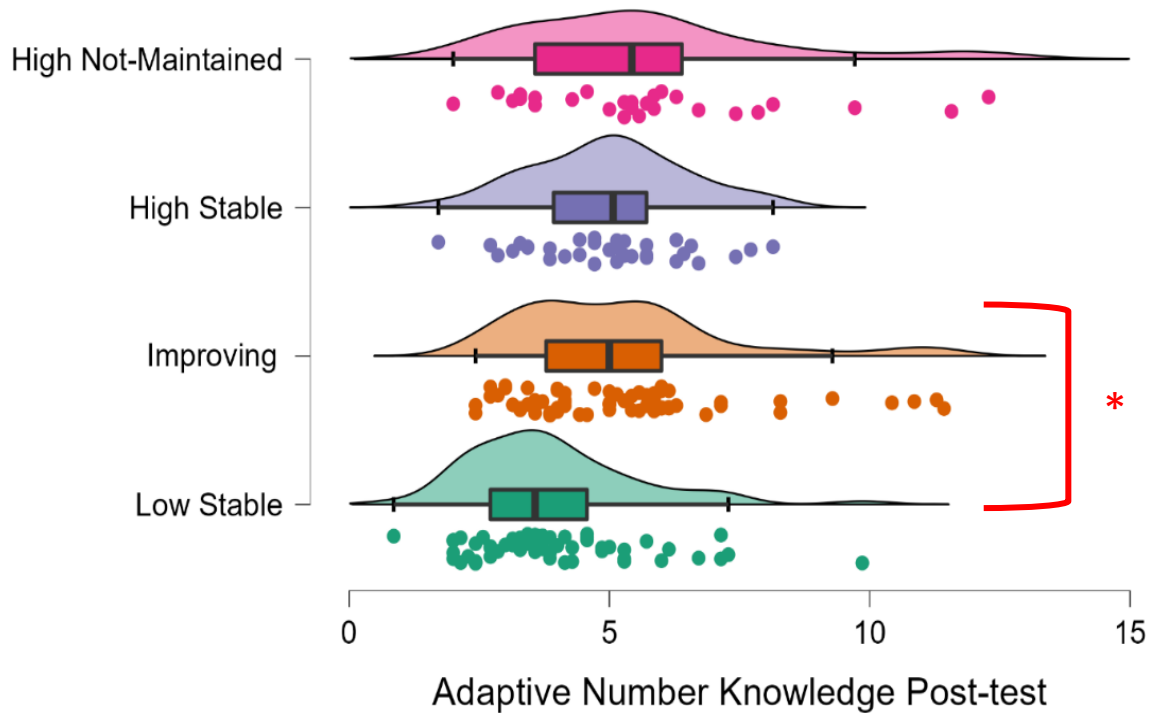 High Not-Maintained
High Stable
Improving
*
Low Stable
0 5 10 15
Adaptive Number Knowledge Post-test